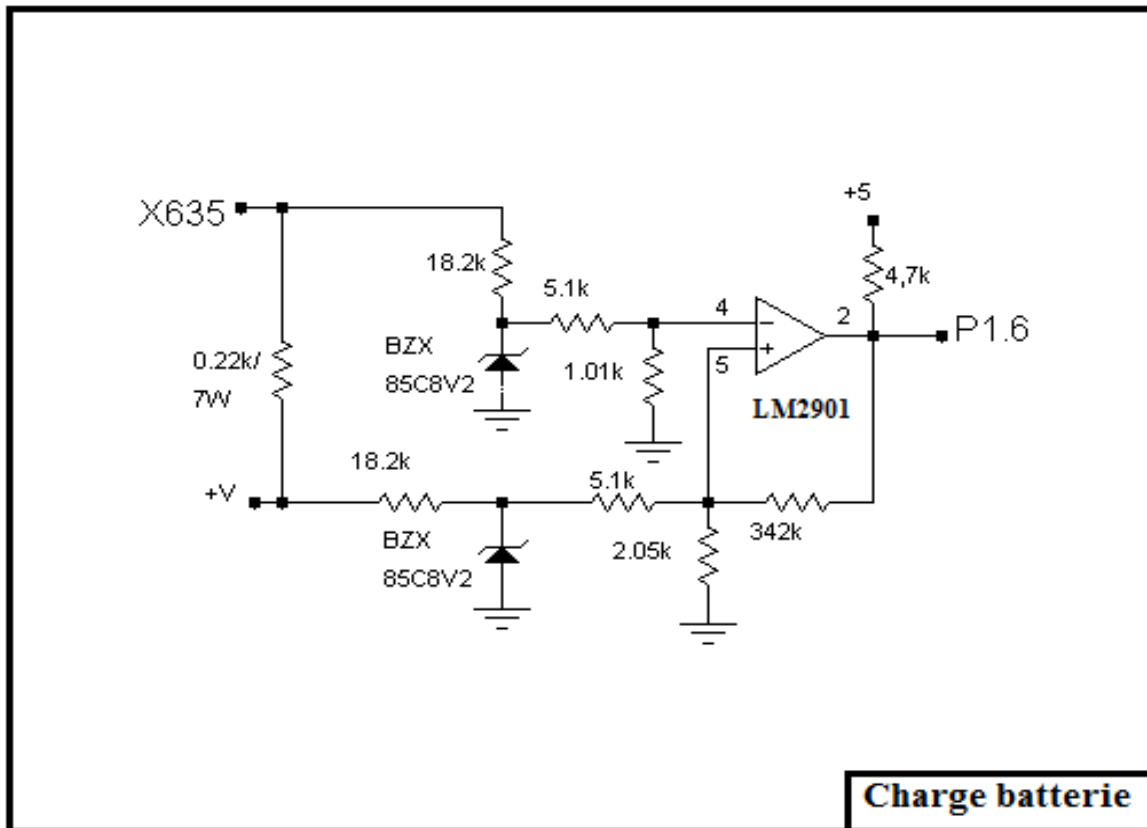 X635
+5
18.2k
4,7k
5.1k
4
2
P1.6
BZX
85C8V2
0.22k/
7W
1.01k
5
LM2901
18.2k
+V
5.1k
BZX
85C8V2
2.05k
342k
Charge batterie